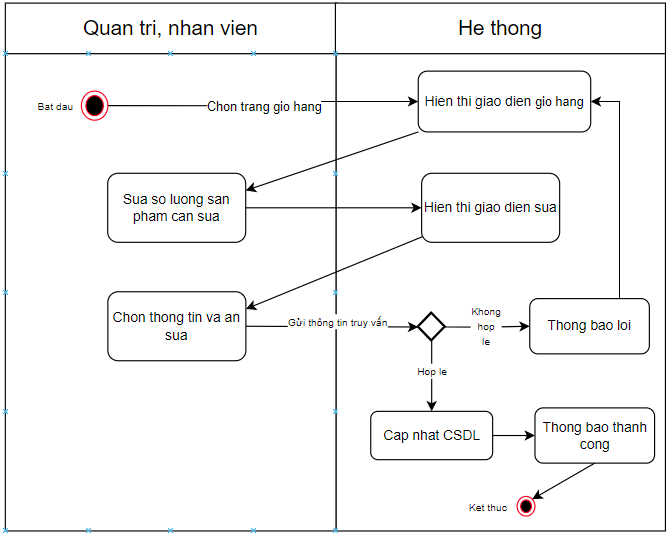 Quan tri, nhan vien
He thong
Bat dau
Chon trang gio hang
Hien thi giao dien gio hang
Sua so luong san
pham can sua
Hien thi giao dien sua
Chon thong tin va an
sua
Gửi thông tin truy vấn
Khong
hop
le
Thong bao loi
Hop le
Cap nhat CSDL
Thong bao thanh
cong
Ket thuc